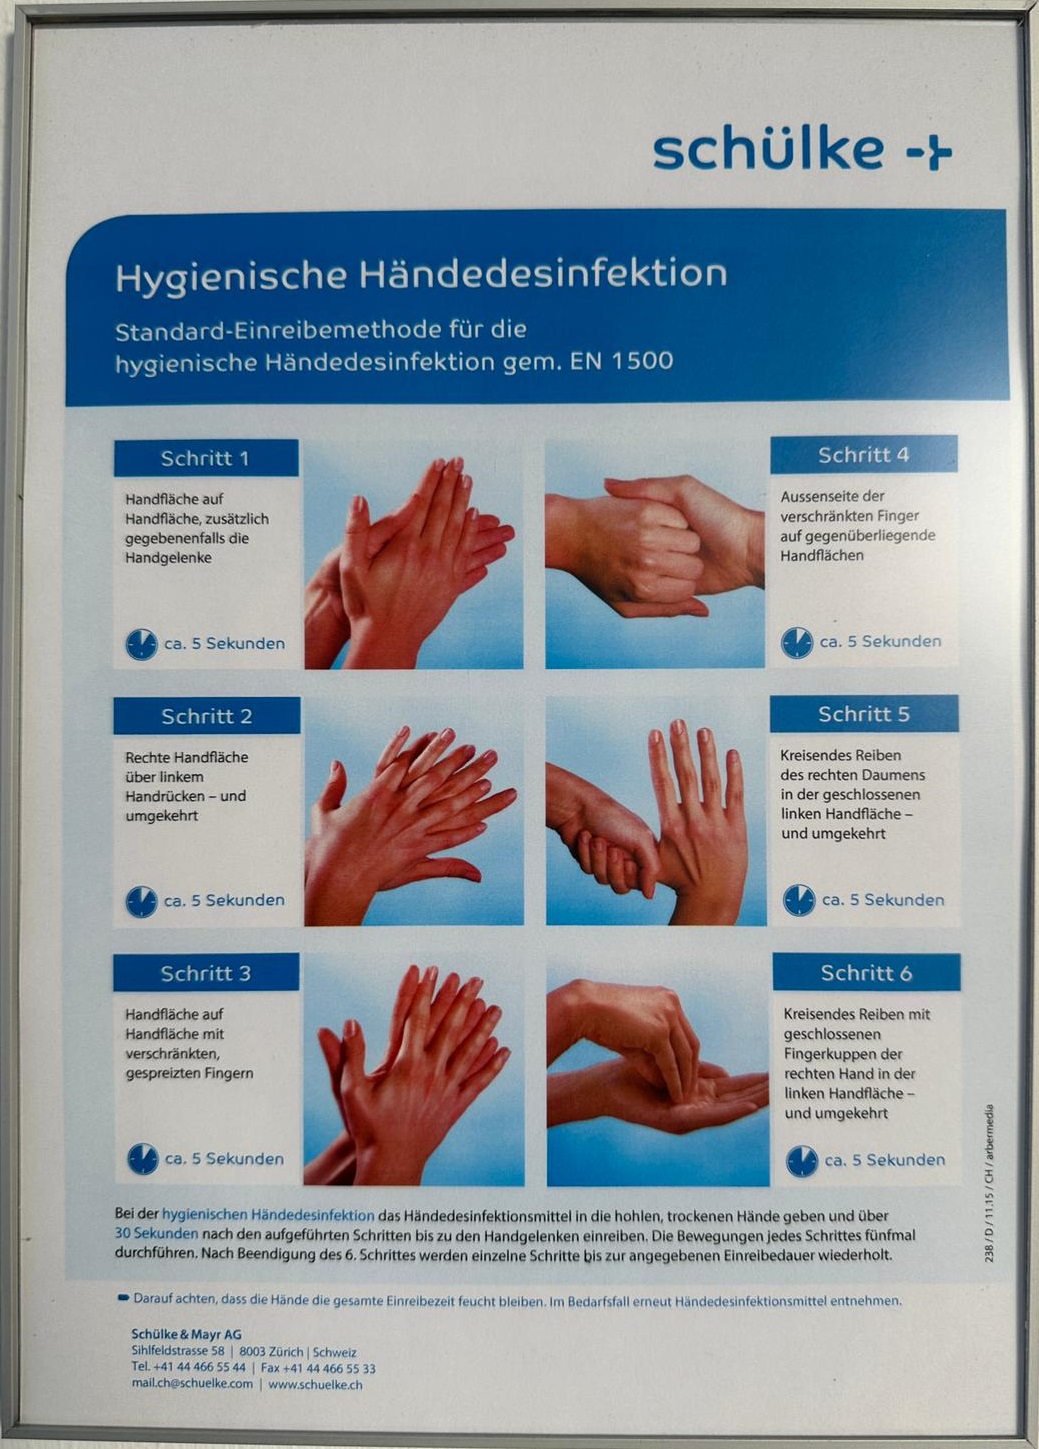 schülke
Hygienische Händedesinfektion
Standard-Einreibemethode für die
hygienische Händedesinfektion gem. EN 1500
Schritt 1
Handfläche auf
Handfläche, zusätzlich
gegebenenfalls die
Handgelenke
ca. 5 Sekunden
Schritt 2
Rechte Handfläche
über linkem
Handrücken – und
umgekehrt
ca. 5 Sekunden
Schritt 3
Handfläche auf
Handfläche mit
verschränkten,
gespreizten Fingern
ca. 5 Sekunden
Schritt 4
Aussenseite der
verschränkten Finger
auf gegenüberliegende
Handflächen
ca. 5 Sekunden
Schritt 5
Kreisendes Reiben
des rechten Daumens
in der geschlossenen
linken Handfläche –
und umgekehrt
ca. 5 Sekunden
Schritt 6
Kreisendes Reiben mit
geschlossenen
Fingerkuppen der
rechten Hand in der
linken Handfläche –
und umgekehrt
ca. 5 Sekunden
Bei der hygienischen Händedesinfektion das Händedesinfektionsmittel in die hohlen, trockenen Hände geben und über
30 Sekunden nach den aufgeführten Schritten bis zu den Handgelenken einreiben. Die Bewegungen jedes Schrittes fünfmal
durchführen. Nach Beendigung des 6. Schrittes werden einzelne Schritte bis zur angegebenen Einreibedauer wiederholt.
Darauf achten, dass die Hände die gesamte Einreibezeit feucht bleiben. Im Bedarfsfall erneut Händedesinfektionsmittel entnehmen.
Schülke & Mayr AG
Sihlfeldstrasse 58 | 8003 Zürich | Schweiz
Tel. +41 44 466 55 44 | Fax +41 44 466 55 33
mail.ch@schuelke.com | www.schuelke.ch
238 / D / 11.15 / CH / arbermedia